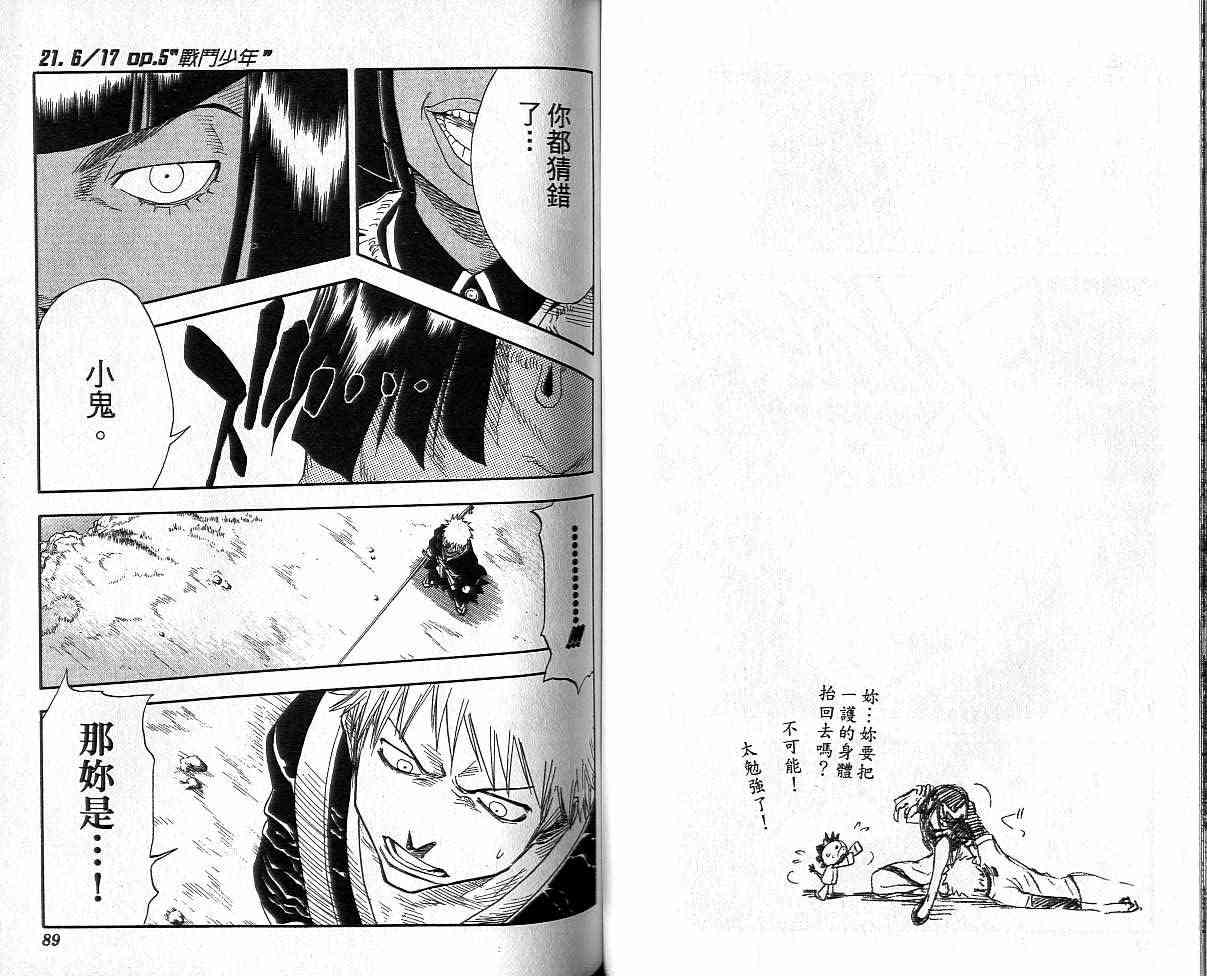 妳…妳要把
一護的身體
抬回去嗎？
不可能！
太勉強了！
21. 6/17 op.5"戰鬥少年"
你都猜錯
了…
小鬼。
…………!!!
那妳是…！
89